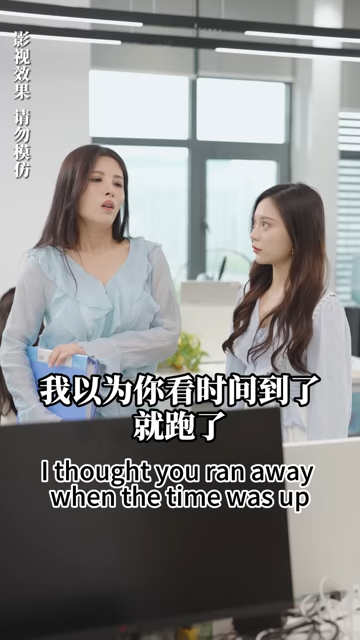 影视效果 请勿模仿
我以为你看时间到了
就跑了
I thought you ran away
when the time was up